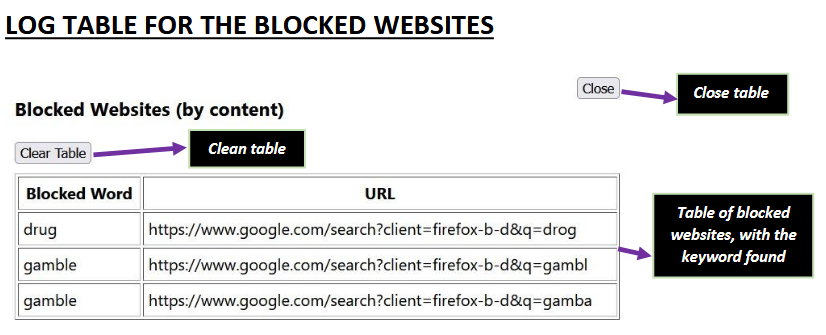 LOG TABLE FOR THE BLOCKED WEBSITES
Close
Close table
Blocked Websites (by content)
Clear Table
Clean table
Blocked Word URL
drug https://www.google.com/search?client=firefox-b-d&q=drog
gamble https://www.google.com/search?client=firefox-b-d&q=gambl
gamble https://www.google.com/search?client=firefox-b-d&q=gamba
Table of blocked
websites, with the
keyword found